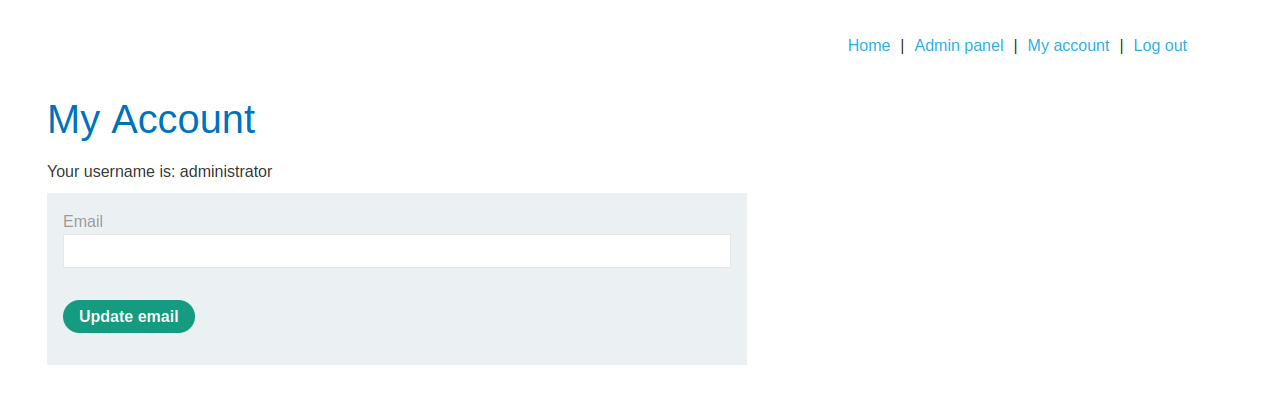 Home | Admin panel | My account | Log out
My Account
Your username is: administrator
Email
Update email